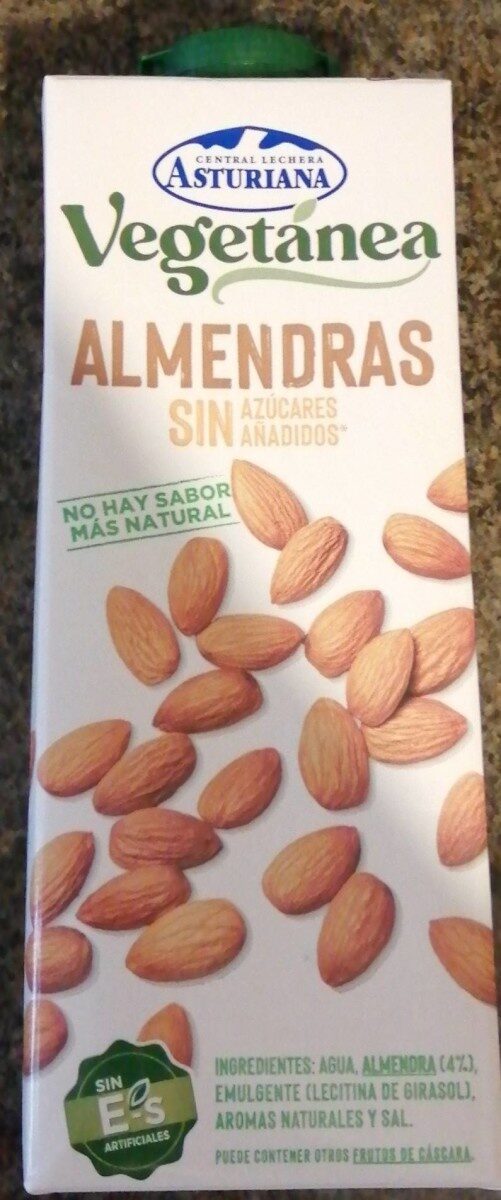 CENTRAL LECHERA
ASTURIANA
Vegetánea
ALMENDRAS
SIN AZÚCARES
AÑADIDOS*
NO HAY SABOR
MÁS NATURAL
SIN
E-s
ARTIFICIALES
INGREDIENTES: AGUA, ALMENDRA (4%),
EMULGENTE (LECITINA DE GIRASOL),
AROMAS NATURALES Y SAL.
PUEDE CONTENER OTROS FRUTOS DE CÁSCARA.